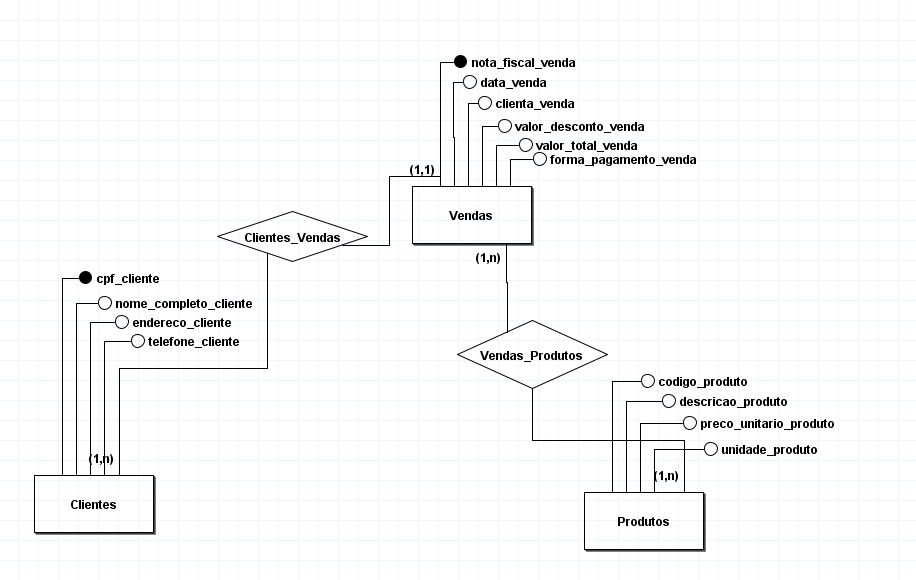 nota_fiscal_venda
data_venda
clienta_venda
valor_desconto_venda
valor_total_venda
forma_pagamento_venda
(1,1)
Vendas
Clientes_Vendas
(1,n)
cpf_cliente
nome_completo_cliente
endereco_cliente
telefone_cliente
Vendas_Produtos
codigo_produto
descricao_produto
preco_unitario_produto
unidade_produto
(1,n)
(1,n)
Clientes
Produtos